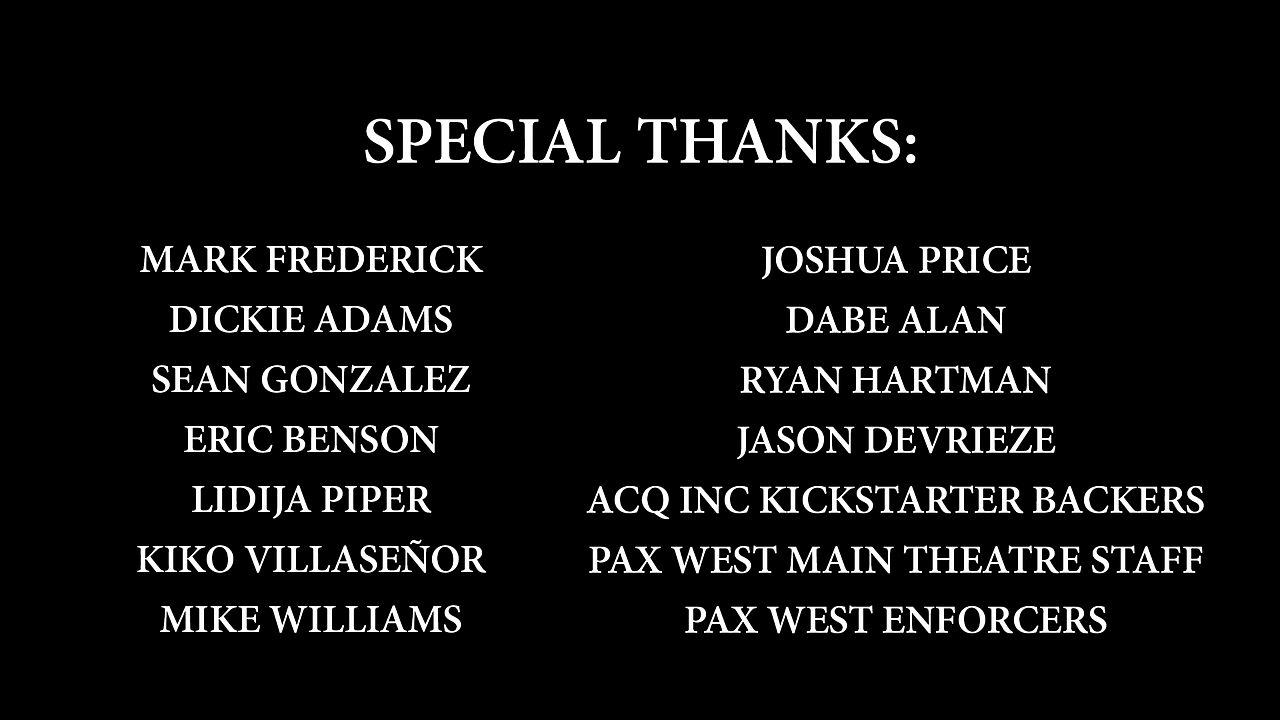 SPECIAL THANKS:
MARK FREDERICK
DICKIE ADAMS
SEAN GONZALEZ
ERIC BENSON
LIDIJA PIPER
KIKO VILLASEÑOR
MIKE WILLIAMS
JOSHUA PRICE
DABE ALAN
RYAN HARTMAN
JASON DEVRIEZE
ACQ INC KICKSTARTER BACKERS
PAX WEST MAIN THEATRE STAFF
PAX WEST ENFORCERS